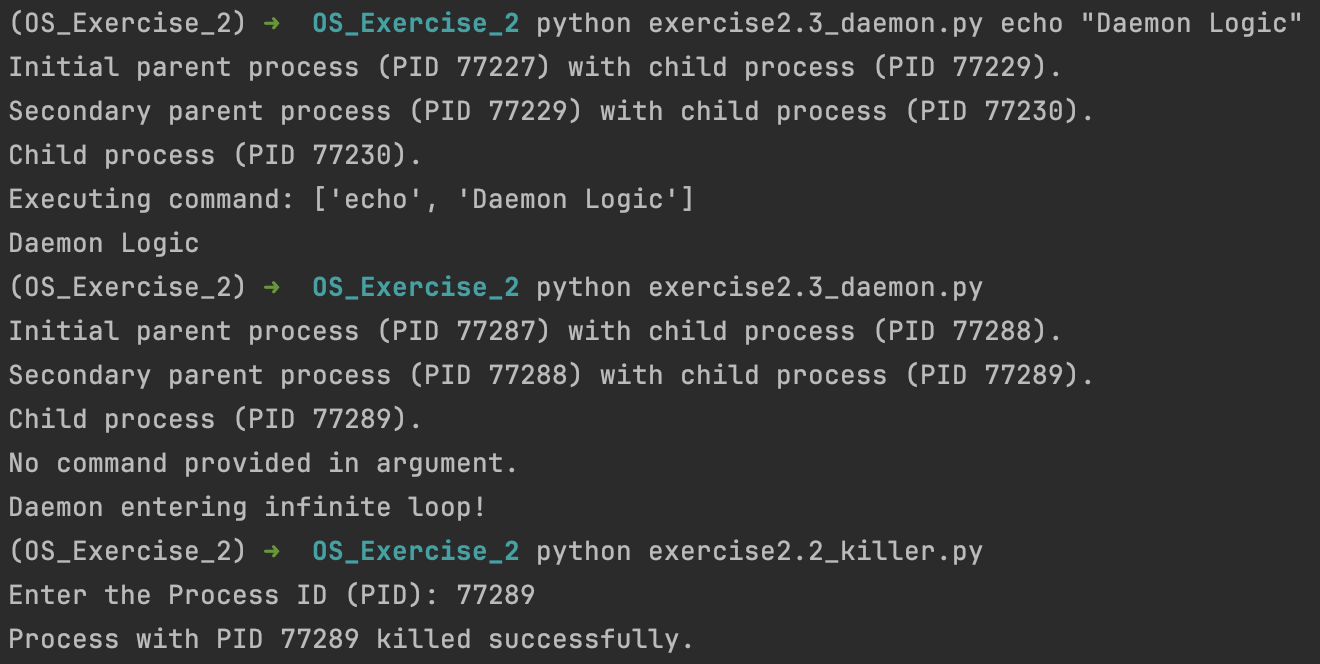 (OS_Exercise_2) ➜  OS_Exercise_2 python exercise2.3_daemon.py echo "Daemon Logic"
Initial parent process (PID 77227) with child process (PID 77229).
Secondary parent process (PID 77229) with child process (PID 77230).
Child process (PID 77230).
Executing command: ['echo', 'Daemon Logic']
Daemon Logic
(OS_Exercise_2) ➜  OS_Exercise_2 python exercise2.3_daemon.py
Initial parent process (PID 77287) with child process (PID 77288).
Secondary parent process (PID 77288) with child process (PID 77289).
Child process (PID 77289).
No command provided in argument.
Daemon entering infinite loop!
(OS_Exercise_2) ➜  OS_Exercise_2 python exercise2.2_killer.py
Enter the Process ID (PID): 77289
Process with PID 77289 killed successfully.